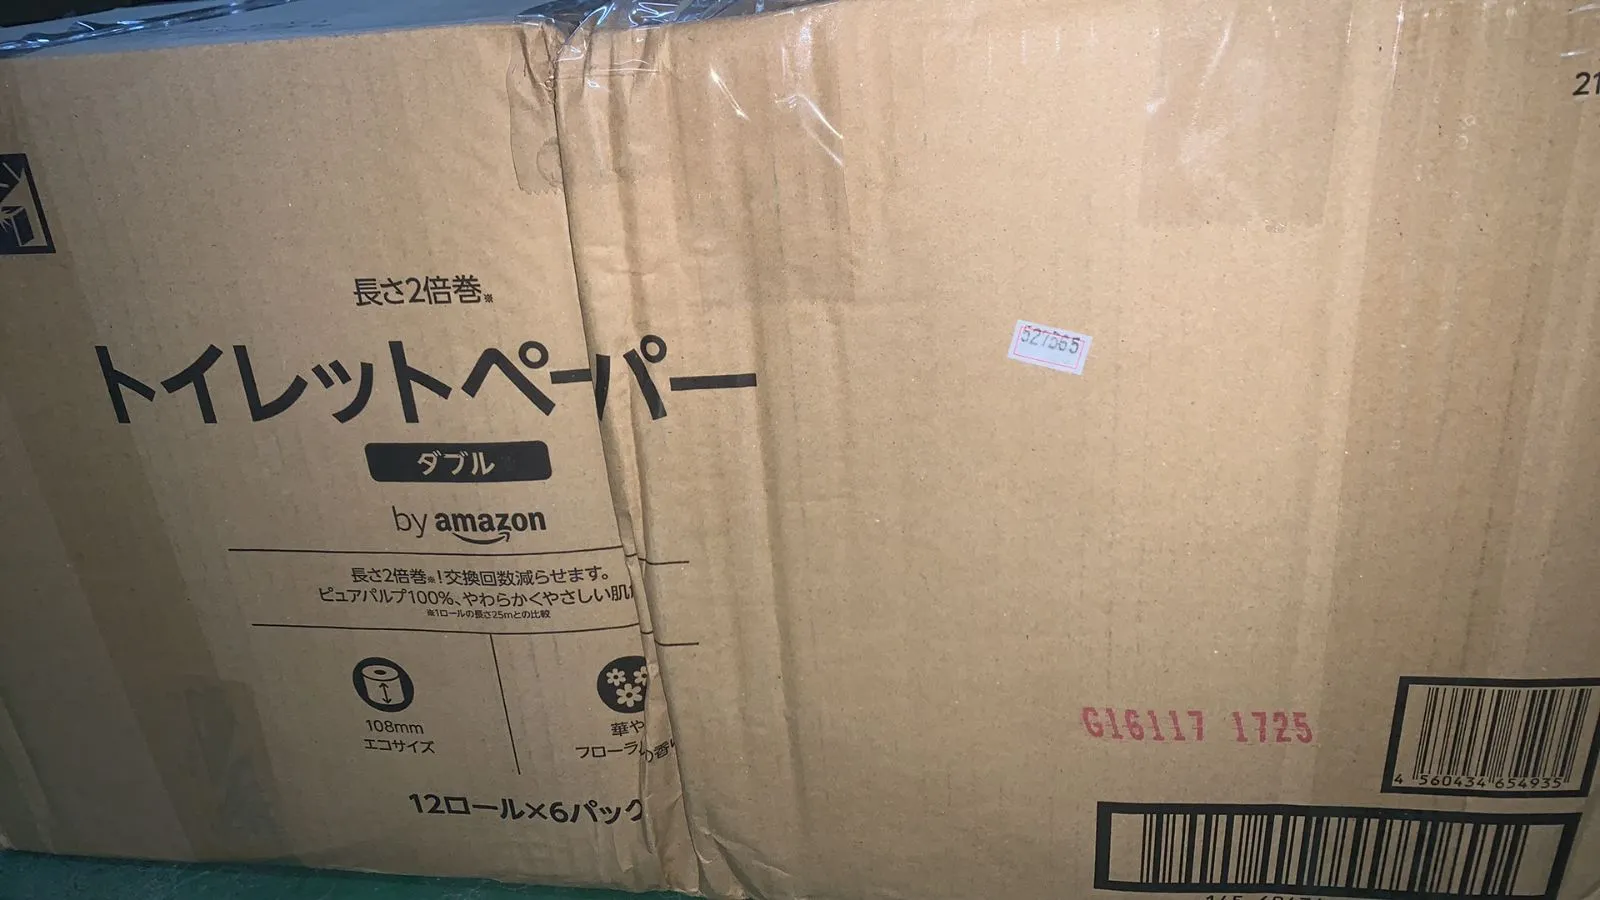 21
長さ2倍巻※
トイレットペーパー
ダブル
by amazon
527565
長さ2倍巻※!交換回数減らせます。
ピュアパルプ100%、やわらかくやさしい肌
※1ロールの長さ25mとの比較
108mm
エコサイズ
華や
フローラルの香り
12ロール×6パック
G16117 1725
4 560434 654935